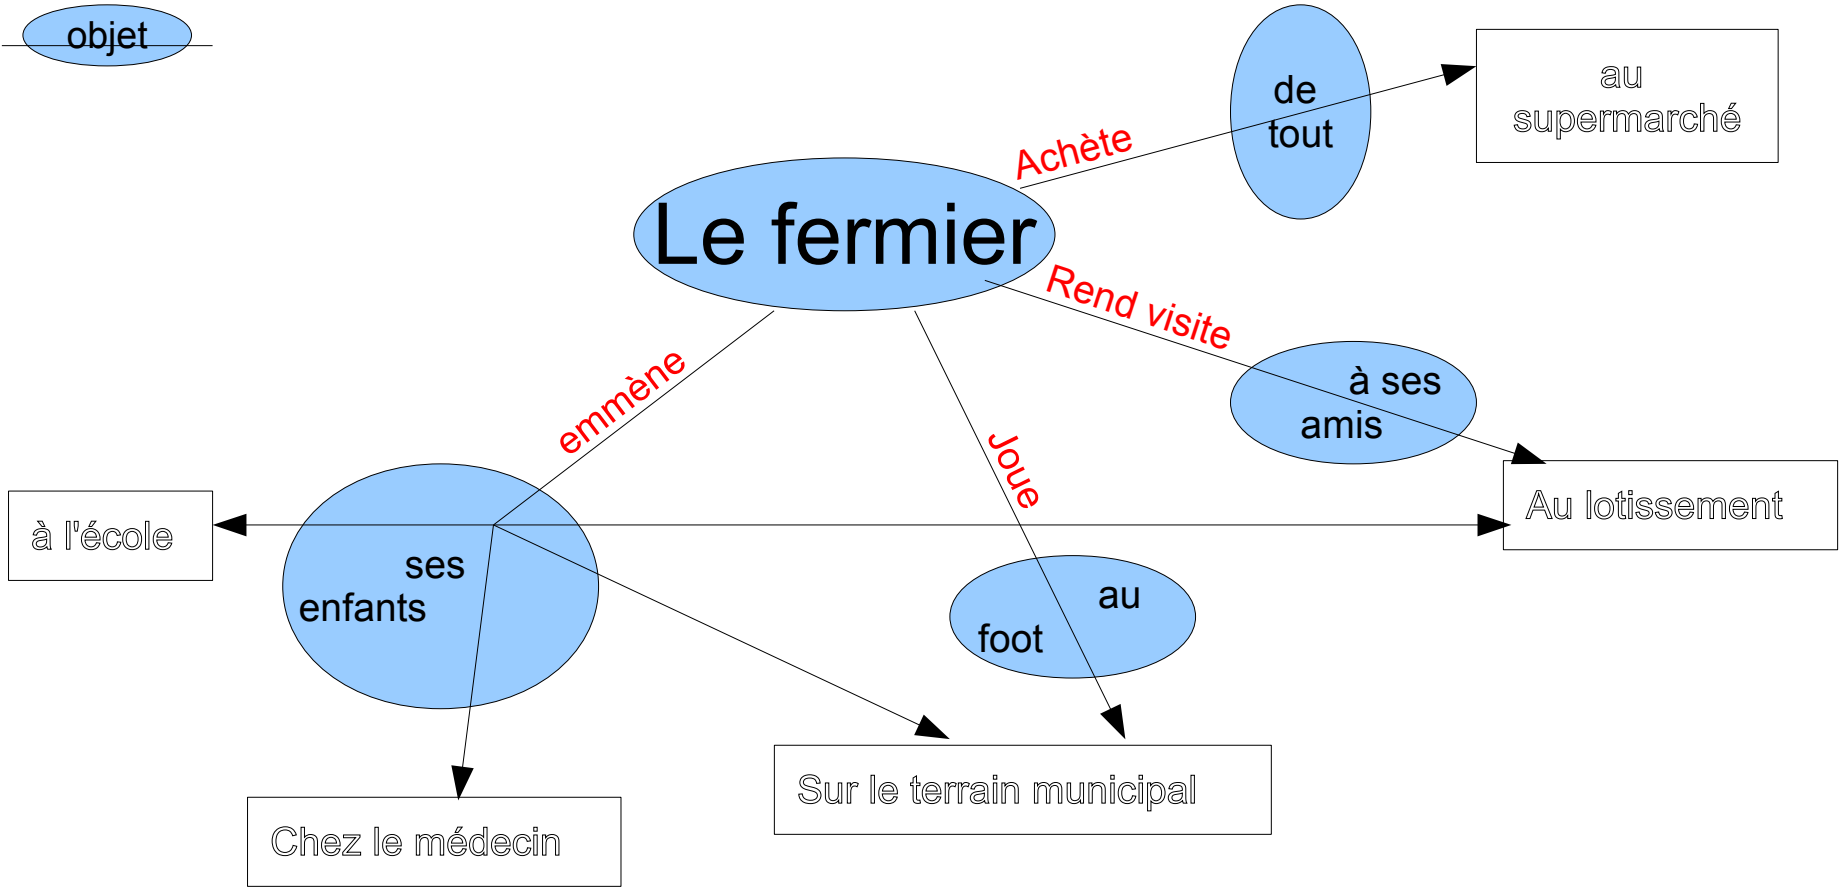 objet
au
supermarché
de
tout
Achète
Le fermier
Rend visite
à ses
amis
emmène
Joue
Au lotissement
à l'école
ses
enfants
au
foot
Sur le terrain municipal
Chez le médecin